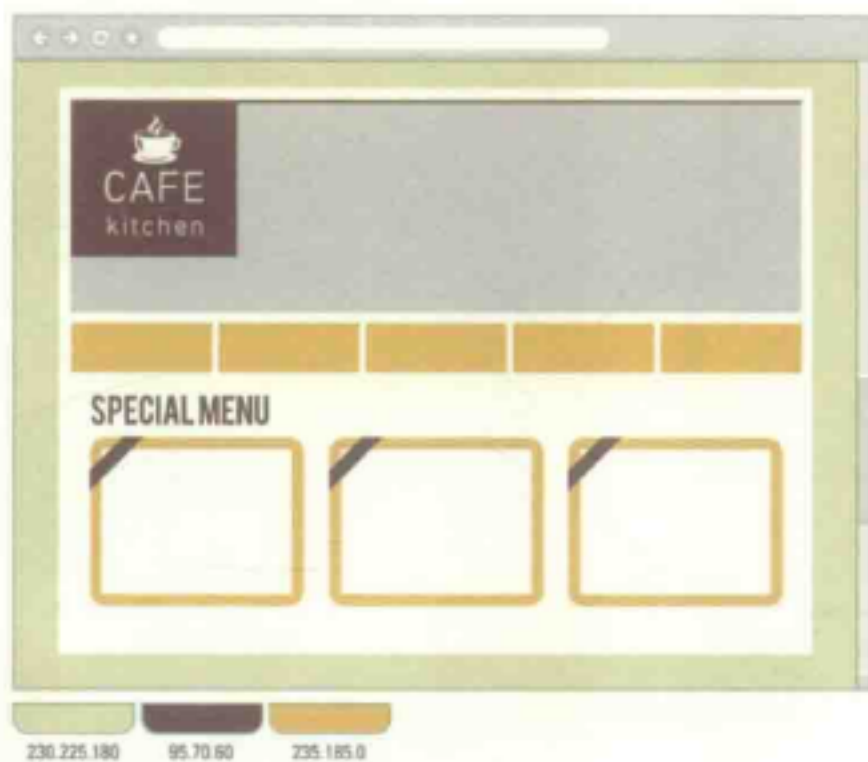 CAFE
kitchen
SPECIAL MENU
230.225.180
95.70.60
235.185.0